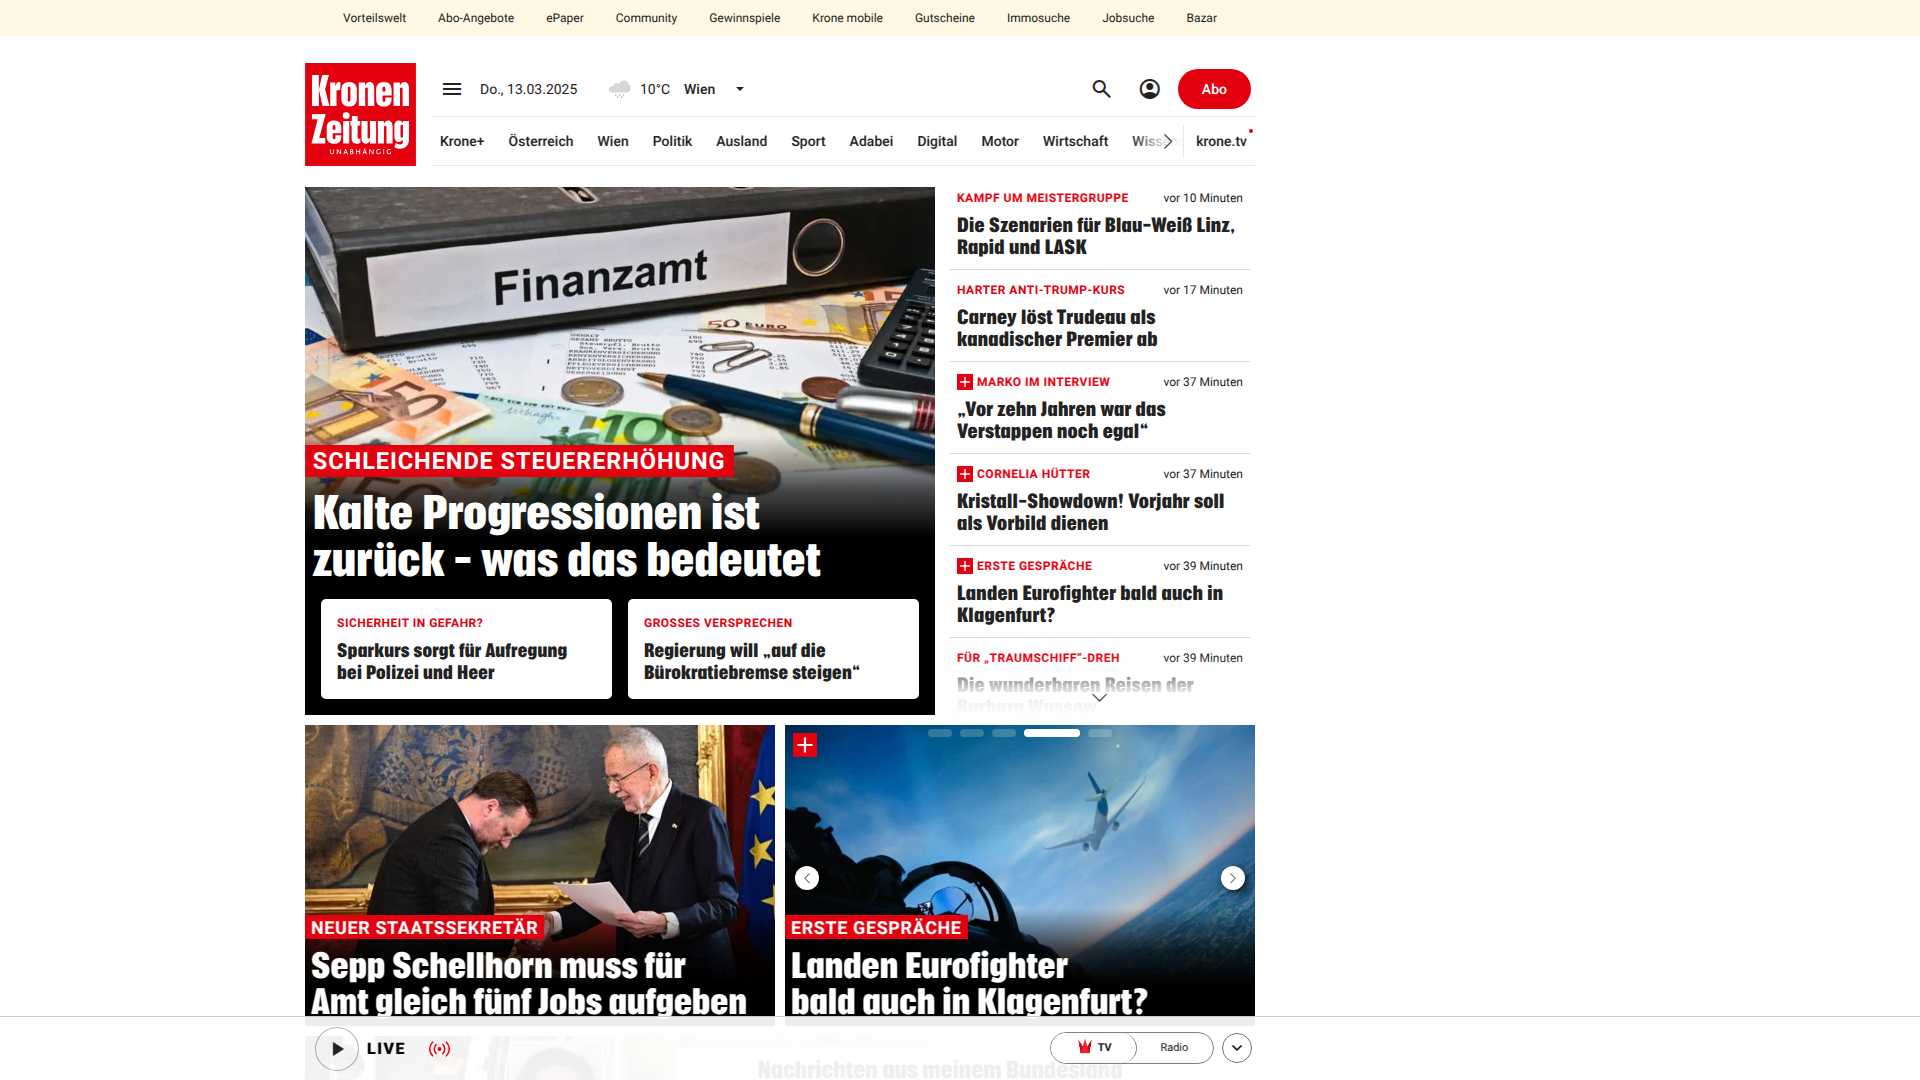 Vorteilswelt Abo-Angebote ePaper Community Gewinnspiele Krone mobile Gutscheine Immosuche Jobsuche Bazar
Kronen
Zeitung
UNABHÄNGIG
Do., 13.03.2025 10°C Wien
Abo
Krone+ Österreich Wien Politik Ausland Sport Adabei Digital Motor Wirtschaft krone.tv
Finanzamt
50 EURO
100
SCHLEICHENDE STEUERERHÖHUNG
Kalte Progressionen ist
zurück - was das bedeutet
SICHERHEIT IN GEFAHR?
Sparkurs sorgt für Aufregung
bei Polizei und Heer
GROSSES VERSPRECHEN
Regierung will „auf die
Bürokratiebremse steigen“
KAMPF UM MEISTERGRUPPE vor 10 Minuten
Die Szenarien für Blau-Weiß Linz,
Rapid und LASK
HARTER ANTI-TRUMP-KURS vor 17 Minuten
Carney löst Trudeau als
kanadischer Premier ab
MARKO IM INTERVIEW vor 37 Minuten
„Vor zehn Jahren war das
Verstappen noch egal“
CORNELIA HÜTTER vor 37 Minuten
Kristall-Showdown! Vorjahr soll
als Vorbild dienen
ERSTE GESPRÄCHE vor 39 Minuten
Landen Eurofighter bald auch in
Klagenfurt?
FÜR „TRAUMSCHIFF“-DREH vor 39 Minuten
Die wunderbaren Reisen der
Barbara Wussow
NEUER STAATSSEKRETÄR
Sepp Schellhorn muss für
Amt gleich fünf Jobs aufgeben
ERSTE GESPRÄCHE
Landen Eurofighter
bald auch in Klagenfurt?
LIVE
TV Radio
Nachrichten aus meinem Bundesland